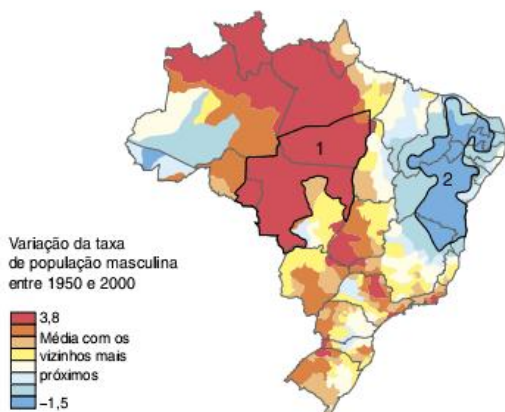 1
2
Variação da taxa
de população masculina
entre 1950 e 2000
3,8
Média com os
vizinhos mais
próximos
–1,5